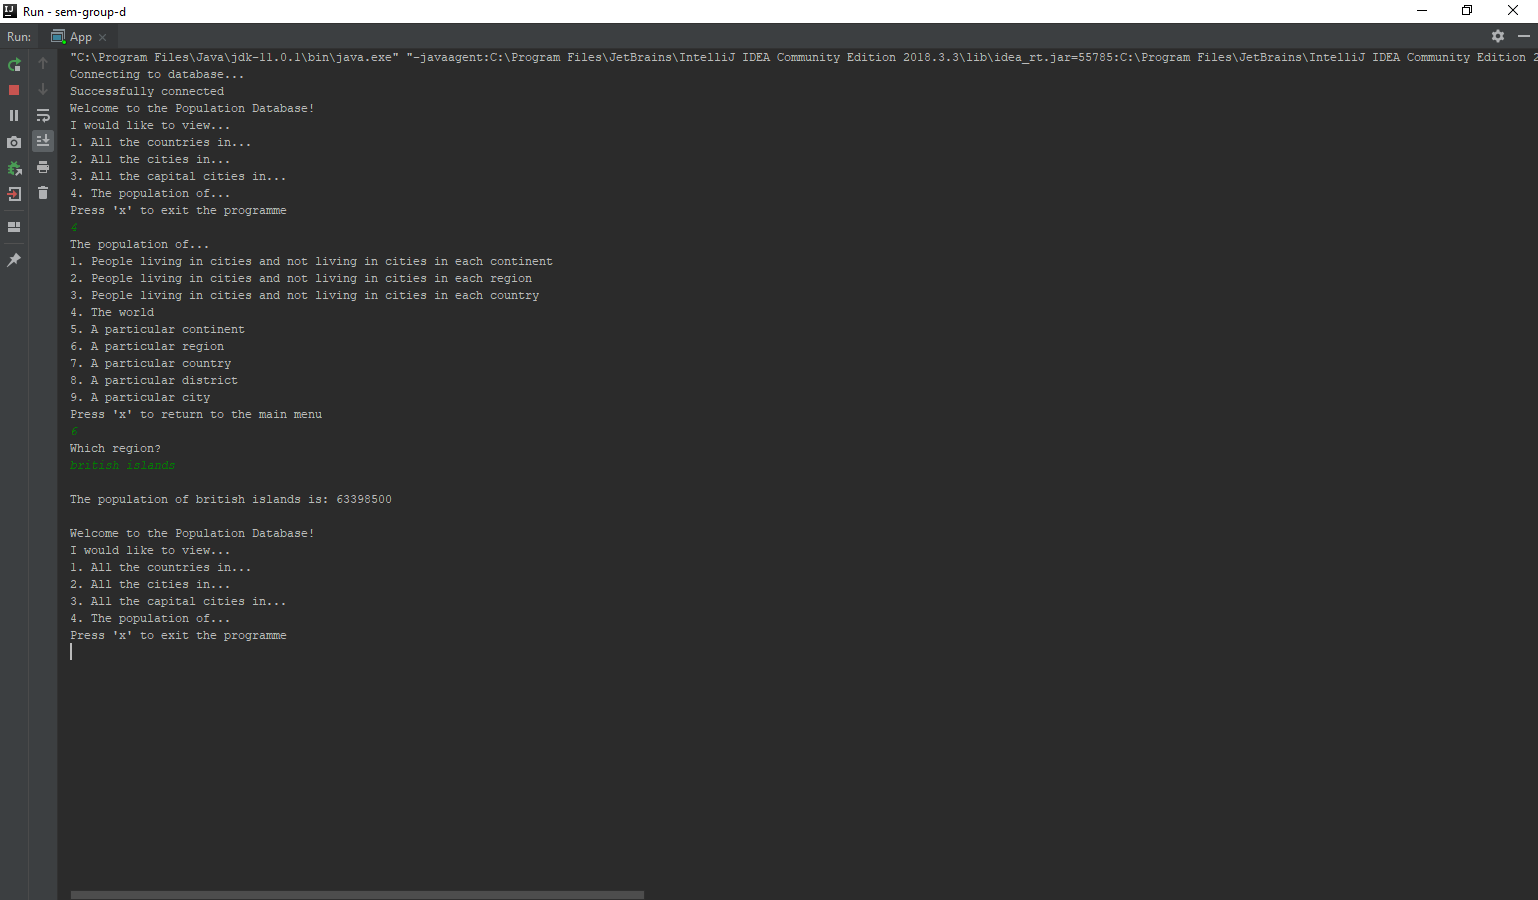 Run - sem-group-d
Run: App
"C:\Program Files\Java\jdk-11.0.1\bin\java.exe" "-javaagent:C:\Program Files\JetBrains\IntelliJ IDEA Community Edition 2018.3.3\lib\idea_rt.jar=55785:C:\Program Files\JetBrains\IntelliJ IDEA Community Edition 2
Connecting to database...
Successfully connected
Welcome to the Population Database!
I would like to view...
1. All the countries in...
2. All the cities in...
3. All the capital cities in...
4. The population of...
Press 'x' to exit the programme
4
The population of...
1. People living in cities and not living in cities in each continent
2. People living in cities and not living in cities in each region
3. People living in cities and not living in cities in each country
4. The world
5. A particular continent
6. A particular region
7. A particular country
8. A particular district
9. A particular city
Press 'x' to return to the main menu
6
Which region?
british islands
The population of british islands is: 63398500
Welcome to the Population Database!
I would like to view...
1. All the countries in...
2. All the cities in...
3. All the capital cities in...
4. The population of...
Press 'x' to exit the programme